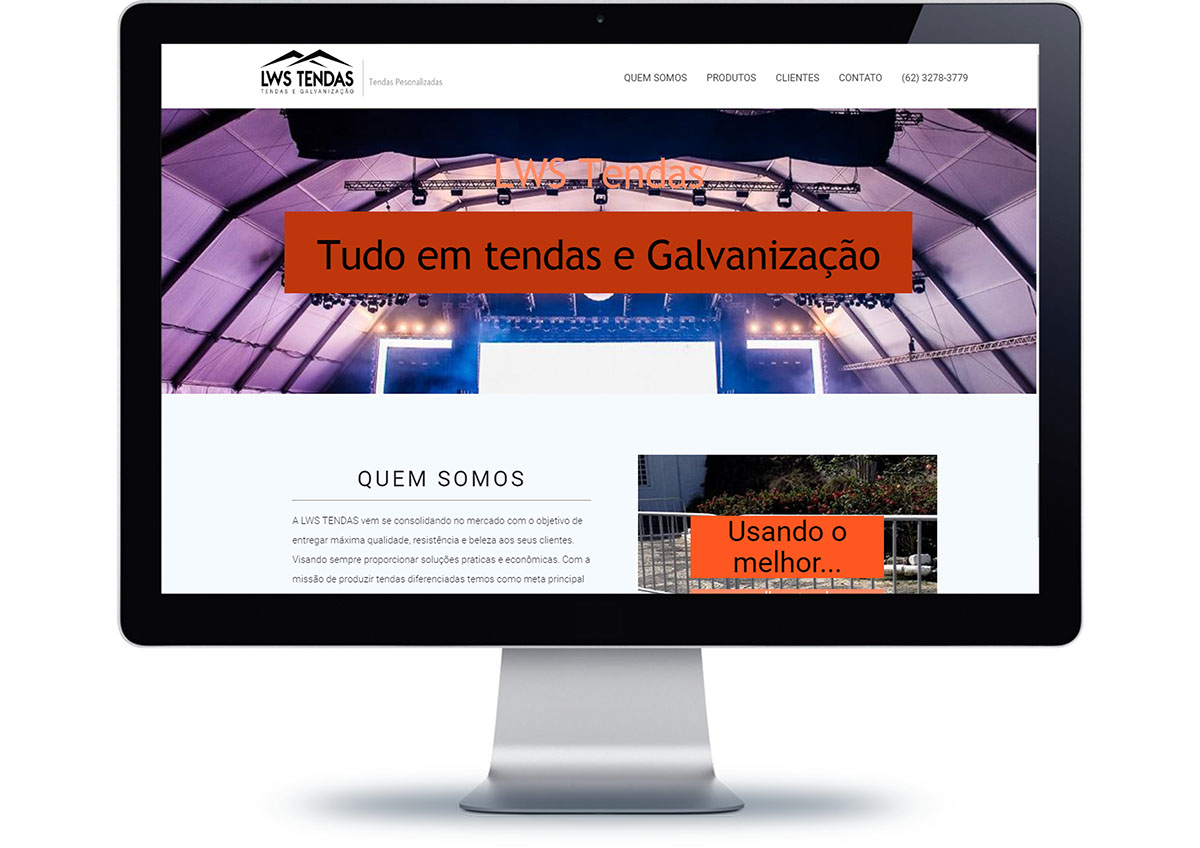 LWS TENDAS
TENDAS E GALVANIZAÇÃO
Tendas Pesonalizadas
QUEM SOMOS PRODUTOS CLIENTES CONTATO (62) 3278-3779
LWS Tendas
Tudo em tendas e Galvanização
QUEM SOMOS
A LWS TENDAS vem se consolidando no mercado com o objetivo de
entregar máxima qualidade, resistência e beleza aos seus clientes.
Visando sempre proporcionar soluções praticas e econômicas. Com a
missão de produzir tendas diferenciadas temos como meta principal
Usando o
melhor...